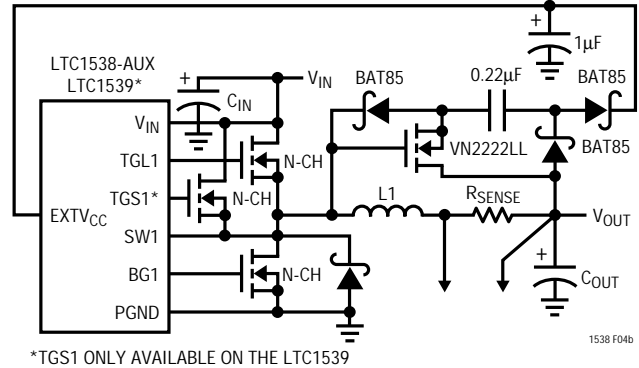 +
1µF
LTC1538-AUX
LTC1539*
+
C_IN
V_IN
BAT85
0.22µF
BAT85
V_IN
TGL1
N-CH
VN2222LL
BAT85
TGS1*
N-CH
L1
R_SENSE
EXTV_CC
SW1
V_OUT
BG1
N-CH
+
C_OUT
PGND
1538 F04b
*TGS1 ONLY AVAILABLE ON THE LTC1539